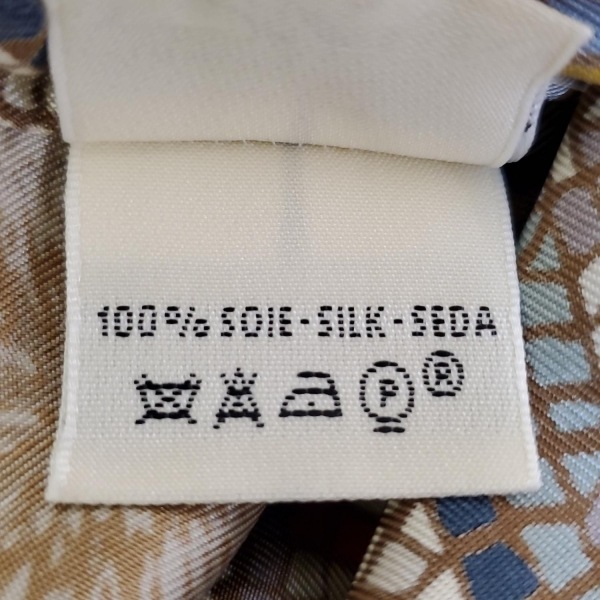 100% SOIE - SILK - SEDA
P R